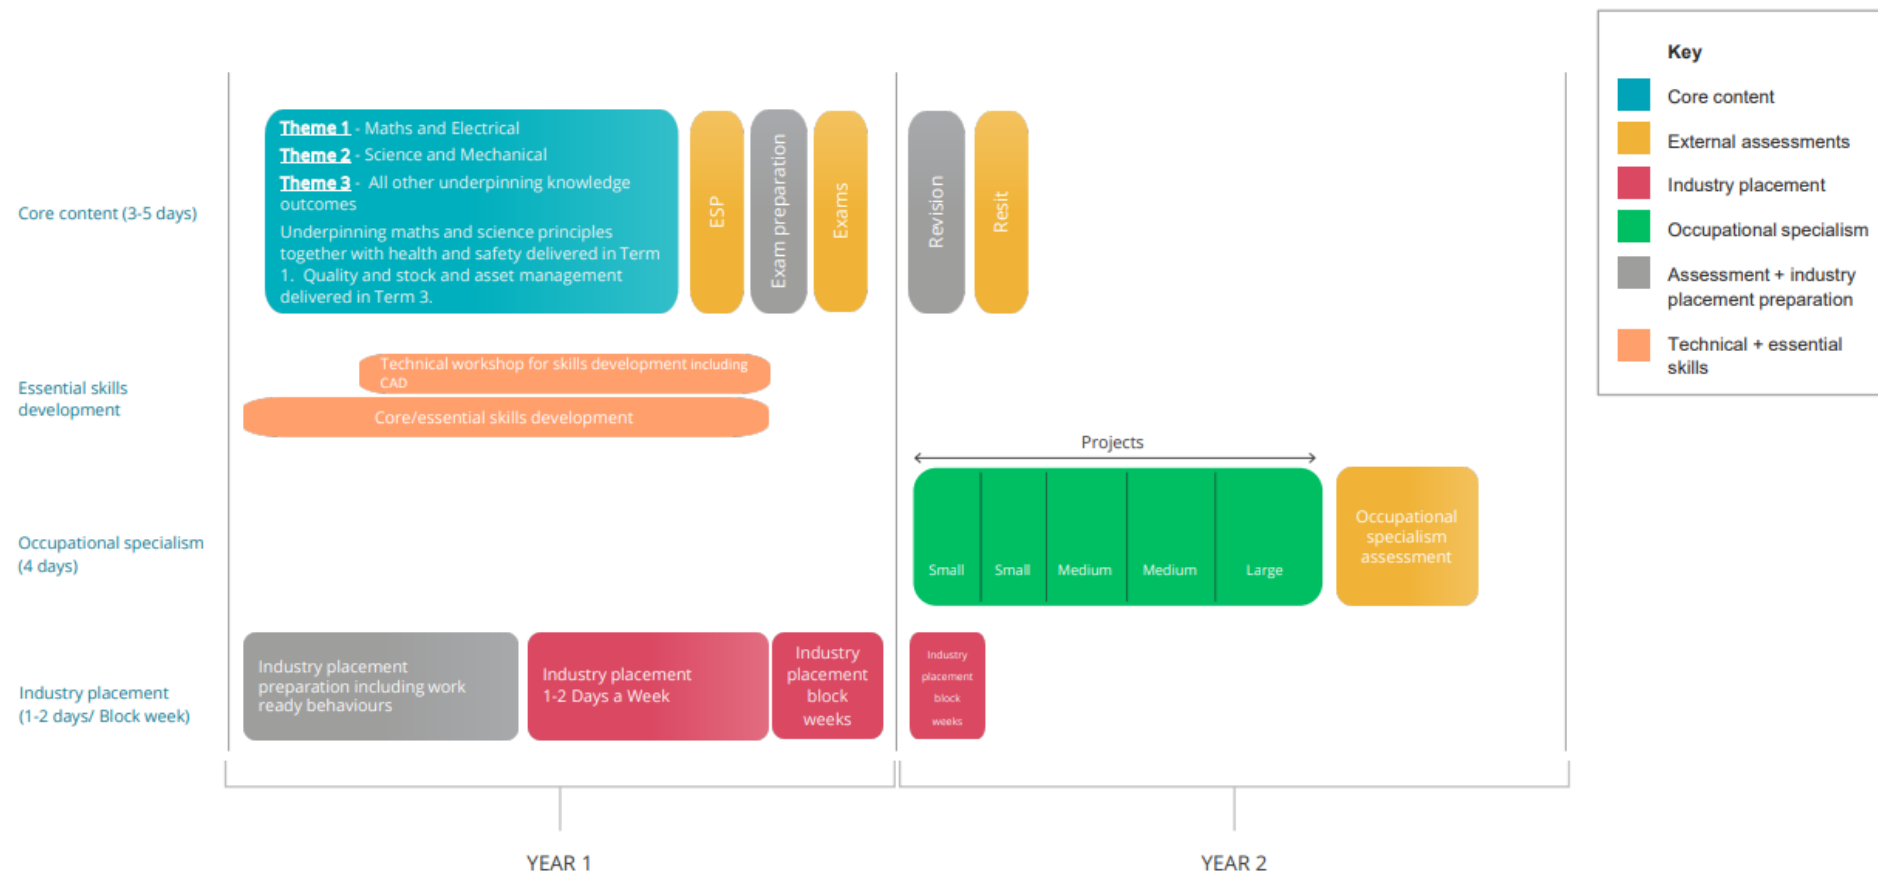 Key
Core content
External assessments
Industry placement
Occupational specialism
Assessment + industry
placement preparation
Technical + essential
skills
Core content (3-5 days)
Theme 1 - Maths and Electrical
Theme 2 - Science and Mechanical
Theme 3 - All other underpinning knowledge
outcomes
Underpinning maths and science principles
together with health and safety delivered in Term
1. Quality and stock and asset management
delivered in Term 3.
ESP
Exam preparation
Exams
Revision
Resit
Essential skills
development
Technical workshop for skills development including
CAD
Core/essential skills development
Projects
Occupational specialism
(4 days)
Small
Small
Medium
Medium
Large
Occupational
specialism
assessment
Industry placement
(1-2 days/ Block week)
Industry placement
preparation including work
ready behaviours
Industry placement
1-2 Days a Week
Industry
placement
block
weeks
Industry
placement
block
weeks
YEAR 1
YEAR 2